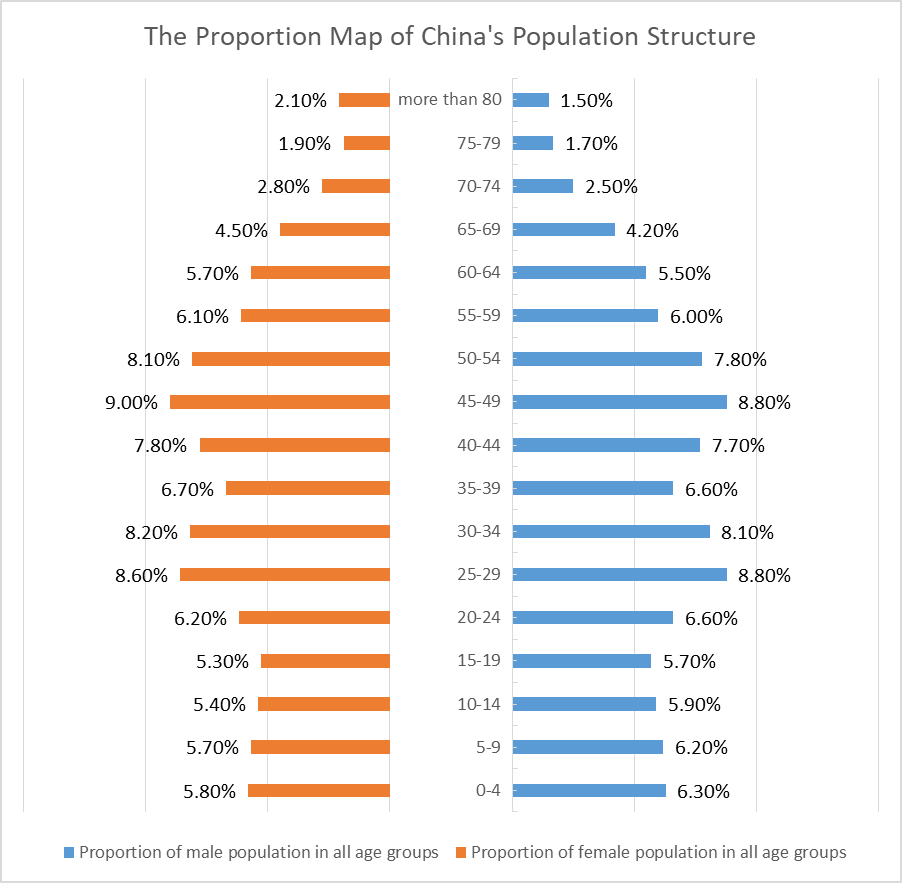 The Proportion Map of China's Population Structure
2.10% more than 80 1.50%
1.90% 75-79 1.70%
2.80% 70-74 2.50%
4.50% 65-69 4.20%
5.70% 60-64 5.50%
6.10% 55-59 6.00%
8.10% 50-54 7.80%
9.00% 45-49 8.80%
7.80% 40-44 7.70%
6.70% 35-39 6.60%
8.20% 30-34 8.10%
8.60% 25-29 8.80%
6.20% 20-24 6.60%
5.30% 15-19 5.70%
5.40% 10-14 5.90%
5.70% 5-9 6.20%
5.80% 0-4 6.30%
Proportion of male population in all age groups Proportion of female population in all age groups